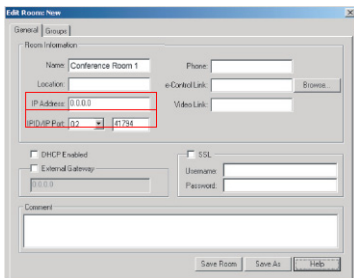 Edit Room: New
General Groups
Room Information
Name: Conference Room 1 Phone:
Location: e-Control Link: Browse...
IP Address: 0.0.0.0 Video Link:
IPID/IP Port: 02 41794
DHCP Enabled SSL
External Gateway Username:
0.0.0.0 Password:
Comment
Save Room Save As Help